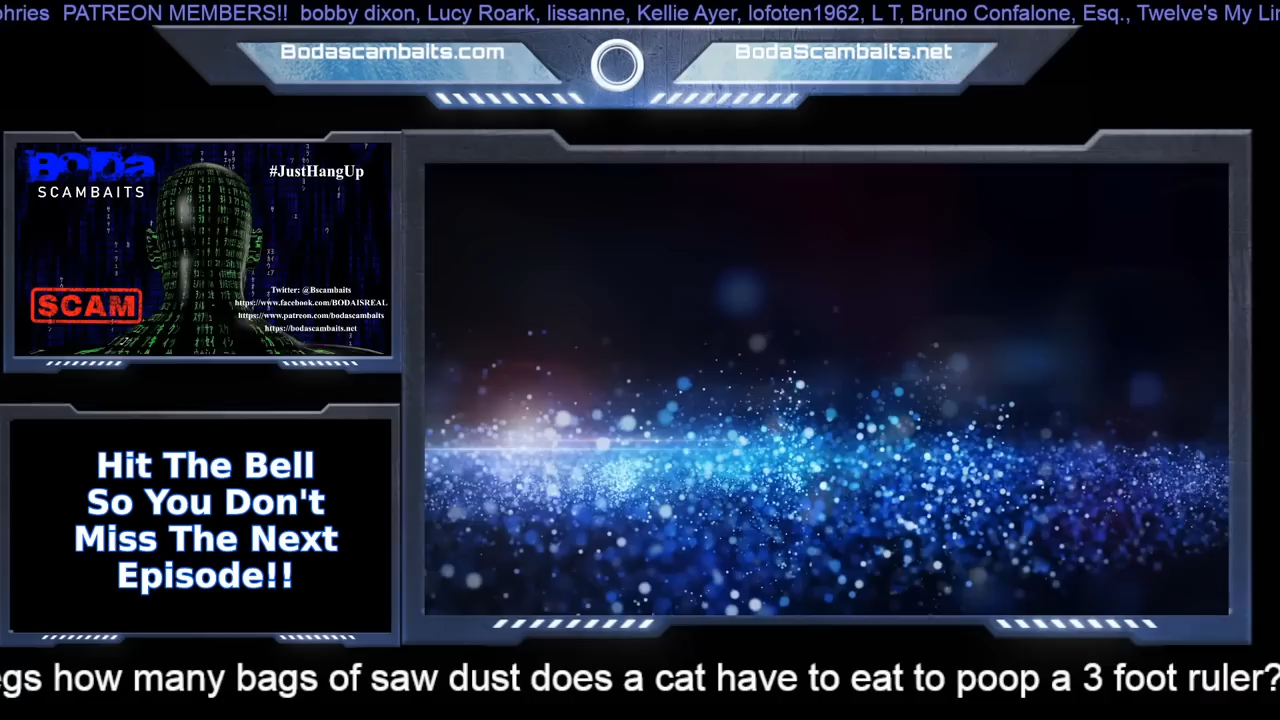 phries PATREON MEMBERS!! bobby dixon, Lucy Roark, lissanne, Kellie Ayer, lofoten1962, L T, Bruno Confalone, Esq., Twelve's My Li
Bodascambaits.com
BodaScambaits.net
BoDa
SCAMBAITS
#JustHangUp
SCAM
Twitter: @Bscambaits
https://www.facebook.com/BODAISREAL
https://www.patreon.com/bodascambaits
https://bodascambaits.net
Hit The Bell
So You Don't
Miss The Next
Episode!!
egs how many bags of saw dust does a cat have to eat to poop a 3 foot ruler?